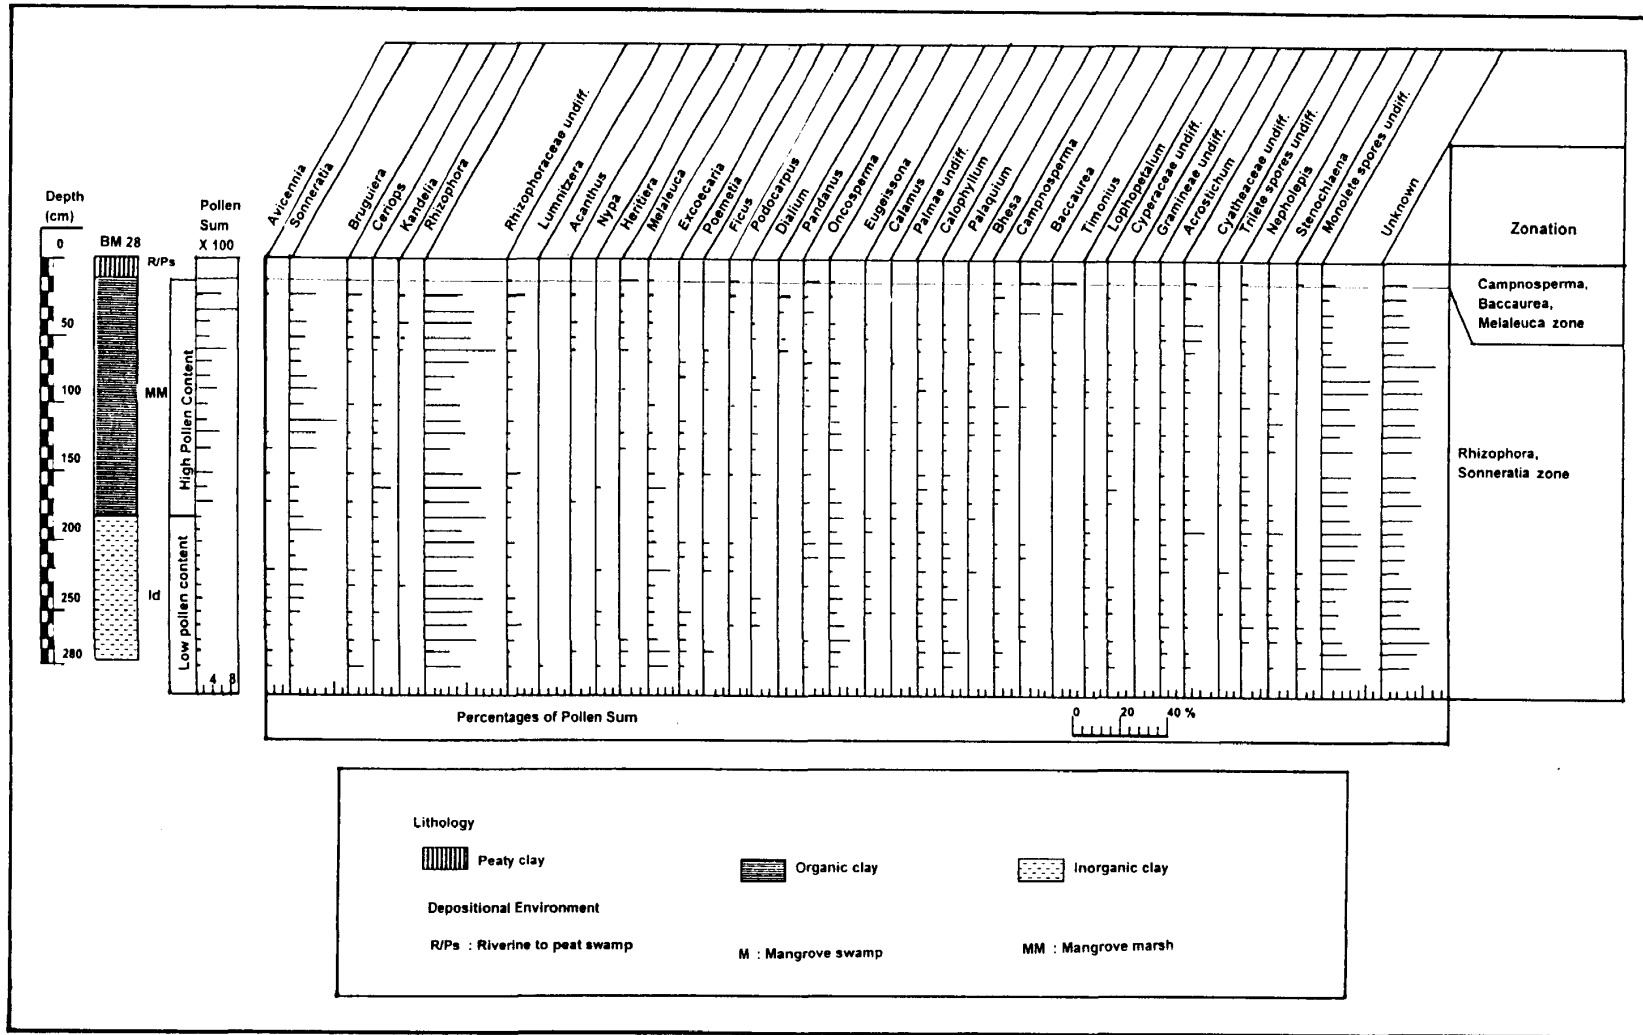 Avicennia
Sonneratia
Bruguiera
Ceriops
Kandelia
Rhizophora
Rhizophoraceae undiff.
Lumnitzera
Acanthus
Nypa
Heritiera
Melaleuca
Excoecaria
Poemetia
Ficus
Podocarpus
Dialium
Pandanus
Oncosperma
Eugeissona
Calamus
Palmae undiff.
Calophyllum
Palaquium
Bhesa
Campnosperma
Baccaurea
Timonius
Lophopetalum
Cyperaceae undiff.
Gramineae undiff.
Acrostichum
Cyatheaceae undiff.
Trilete spores undiff.
Nepholepis
Stenochlaena
Monolete spores undiff.
Unknown
Zonation
Depth
(cm)
0
BM 28
Pollen
Sum
X 100
R/Ps
50
100
150
200
250
280
MM
Id
High Pollen Content
Low pollen content
4 8
Campnosperma,
Baccaurea,
Melaleuca zone
Rhizophora,
Sonneratia zone
Percentages of Pollen Sum
0 20 40 %
Lithology
Peaty clay
Organic clay
Inorganic clay
Depositional Environment
R/Ps : Riverine to peat swamp
M : Mangrove swamp
MM : Mangrove marsh